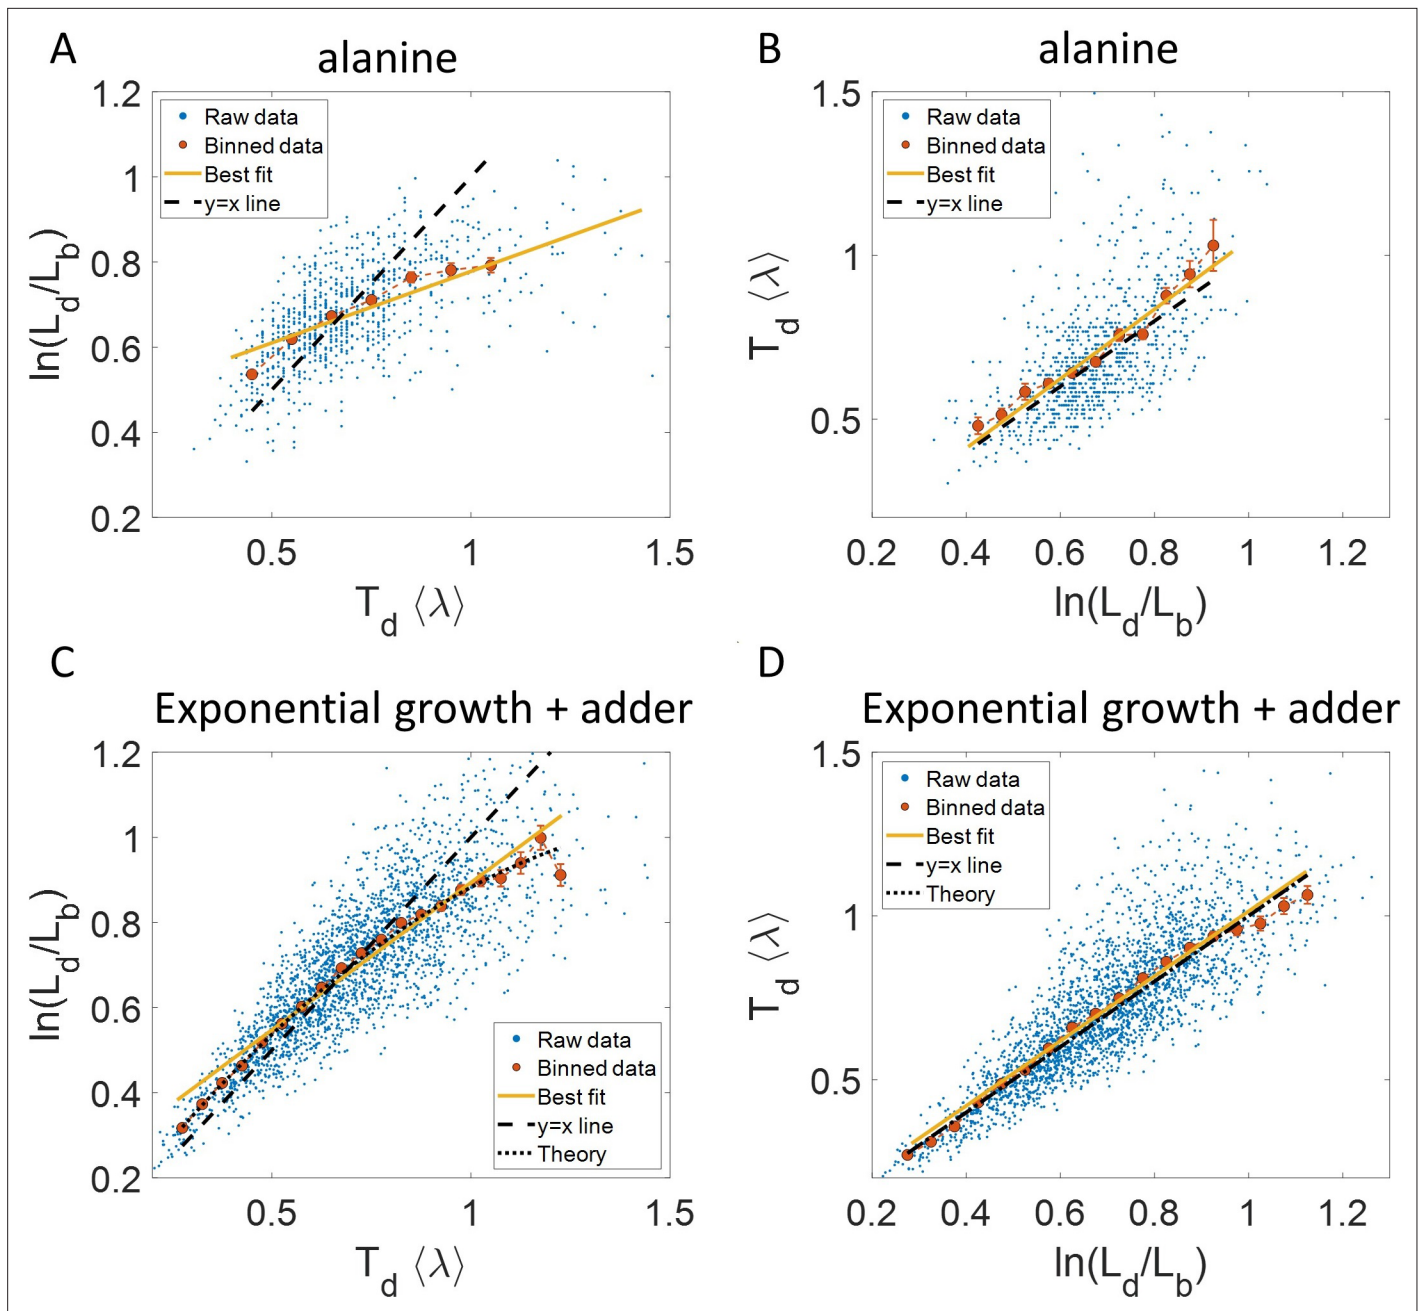 A
alanine
1.2
1
0.8
0.6
0.4
0.2
ln(L_d/L_b)
Raw data
Binned data
Best fit
y=x line
0.5
1
1.5
T_d ⟨λ⟩
B
alanine
1.5
1
0.5
T_d ⟨λ⟩
Raw data
Binned data
Best fit
y=x line
0.2
0.4
0.6
0.8
1
1.2
ln(L_d/L_b)
C
Exponential growth + adder
1.2
1
0.8
0.6
0.4
0.2
ln(L_d/L_b)
Raw data
Binned data
Best fit
y=x line
Theory
0.5
1
1.5
T_d ⟨λ⟩
D
Exponential growth + adder
1.5
1
0.5
T_d ⟨λ⟩
Raw data
Binned data
Best fit
y=x line
Theory
0.2
0.4
0.6
0.8
1
1.2
ln(L_d/L_b)